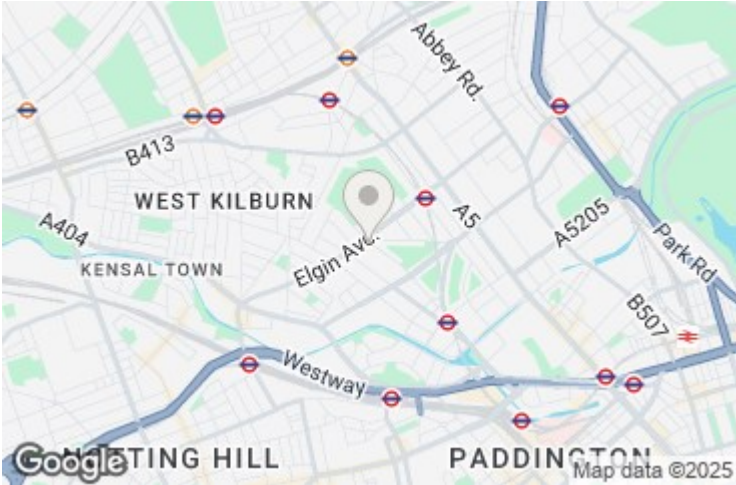 Abbey Rd.
B413
WEST KILBURN
A5
A404
A5205
Elgin Ave.
Park Rd
KENSAL TOWN
B507
Westway
Google
NOTTING HILL
PADDINGTON
Map data ©2025